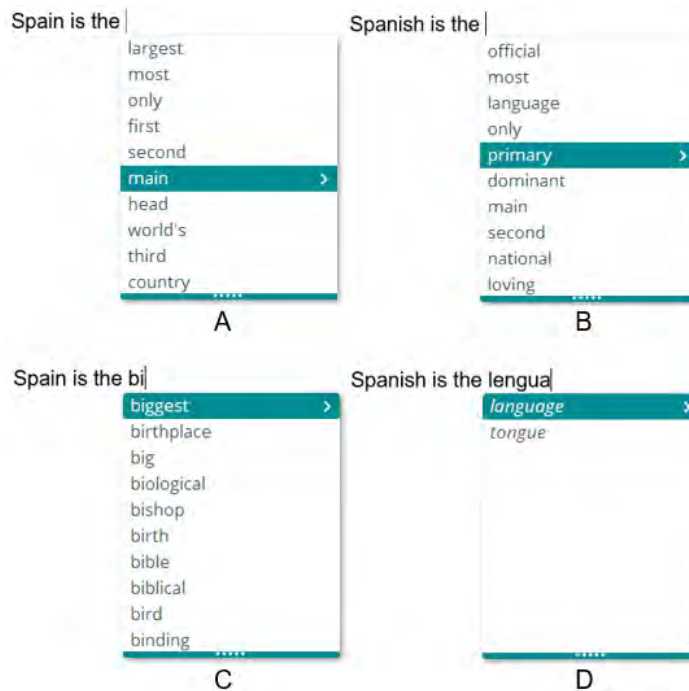 Spain is the
largest
most
only
first
second
main
head
world's
third
country
A
Spanish is the
official
most
language
only
primary
dominant
main
second
national
loving
B
Spain is the bi
biggest
birthplace
big
biological
bishop
birth
bible
biblical
bird
binding
C
Spanish is the lengua
language
tongue
D